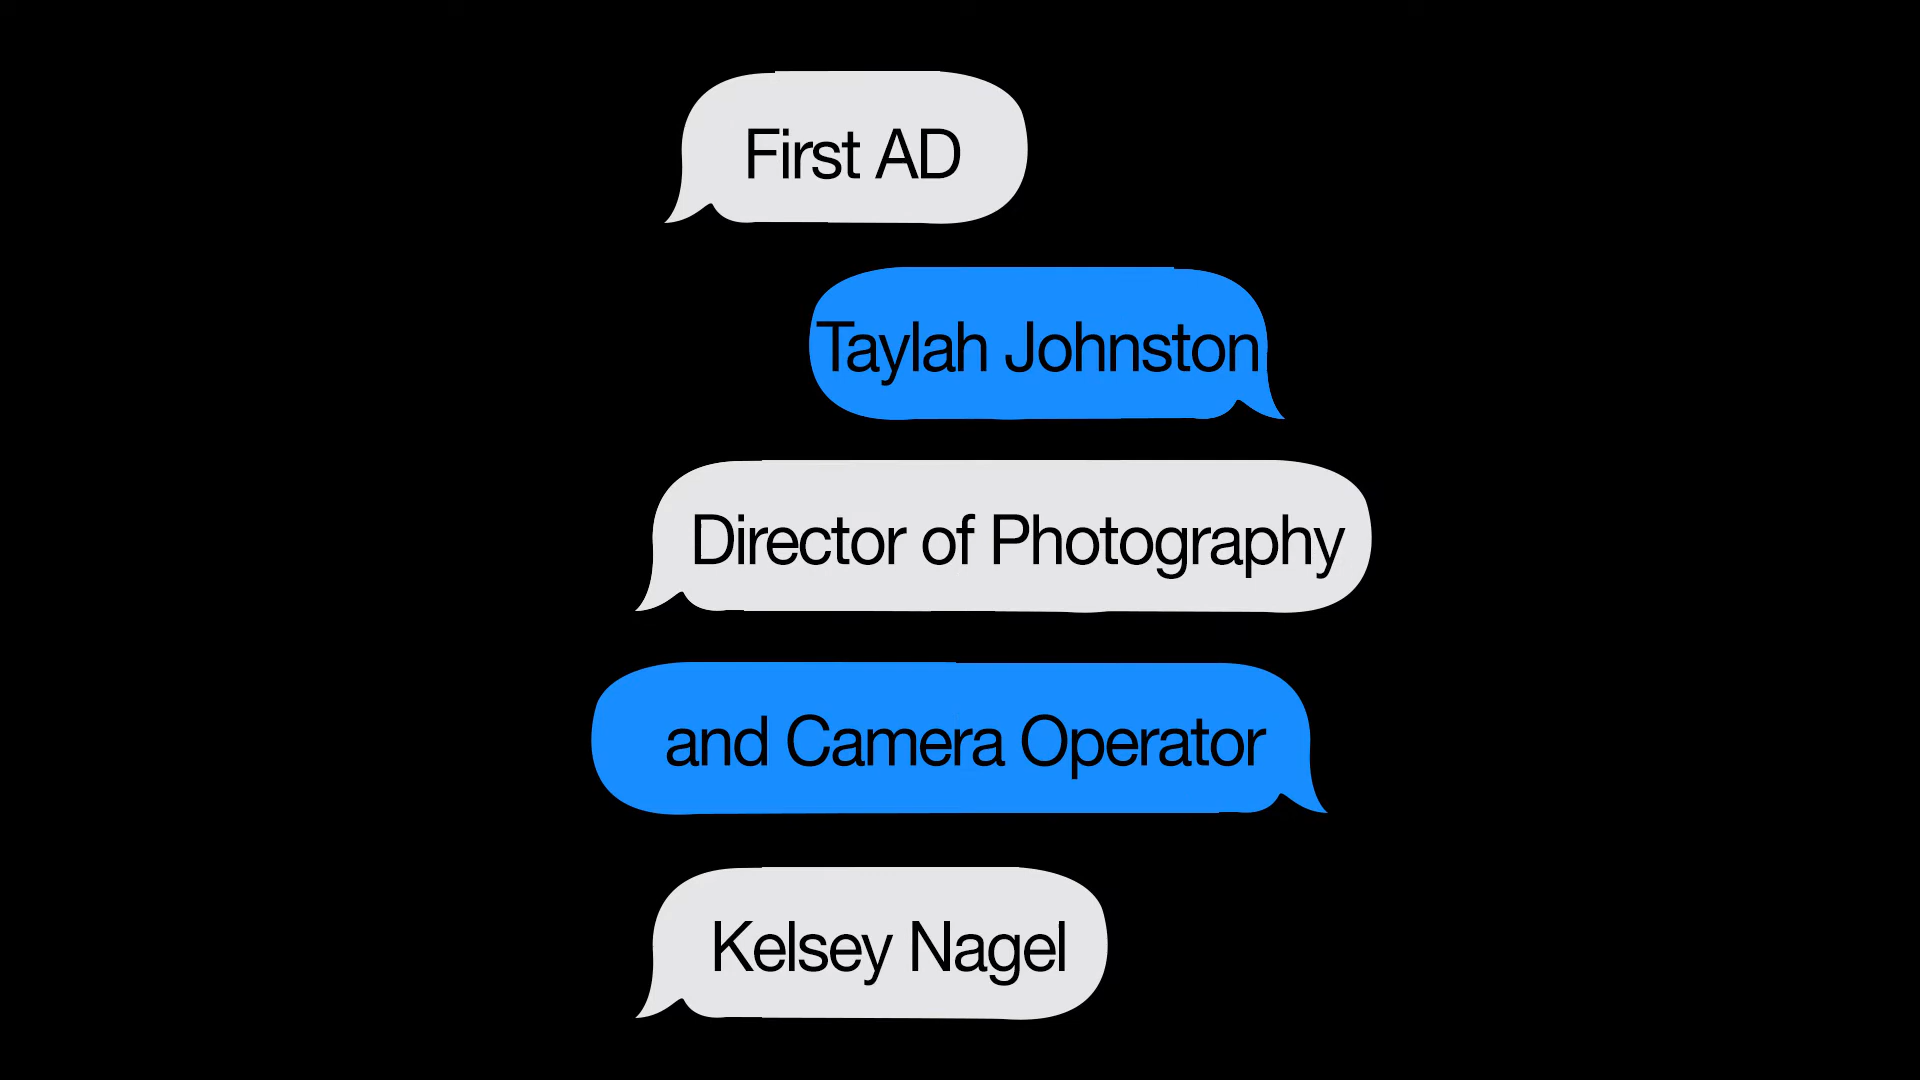 First AD
Taylah Johnston
Director of Photography
and Camera Operator
Kelsey Nagel